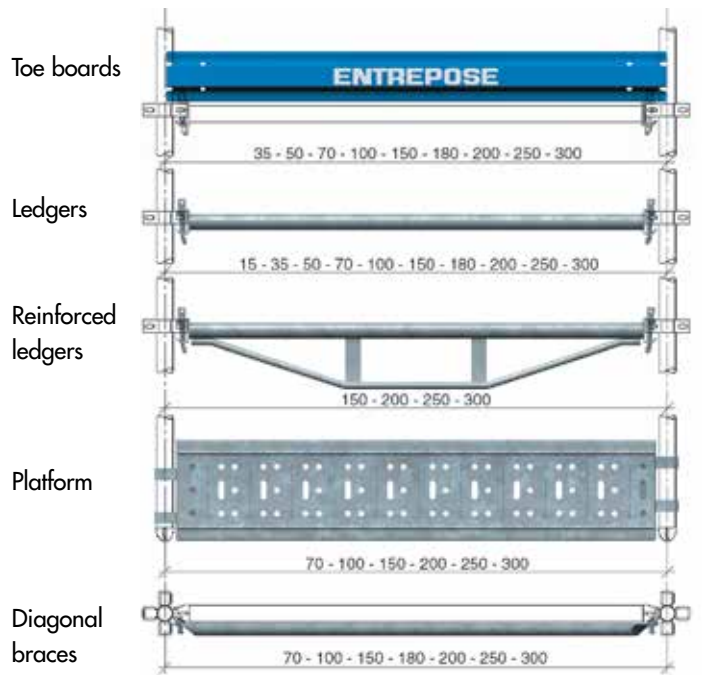 Toe boards
ENTREPOSE
35 - 50 - 70 - 100 - 150 - 180 - 200 - 250 - 300
Ledgers
15 - 35 - 50 - 70 - 100 - 150 - 180 - 200 - 250 - 300
Reinforced
ledgers
150 - 200 - 250 - 300
Platform
70 - 100 - 150 - 200 - 250 - 300
Diagonal
braces
70 - 100 - 150 - 180 - 200 - 250 - 300